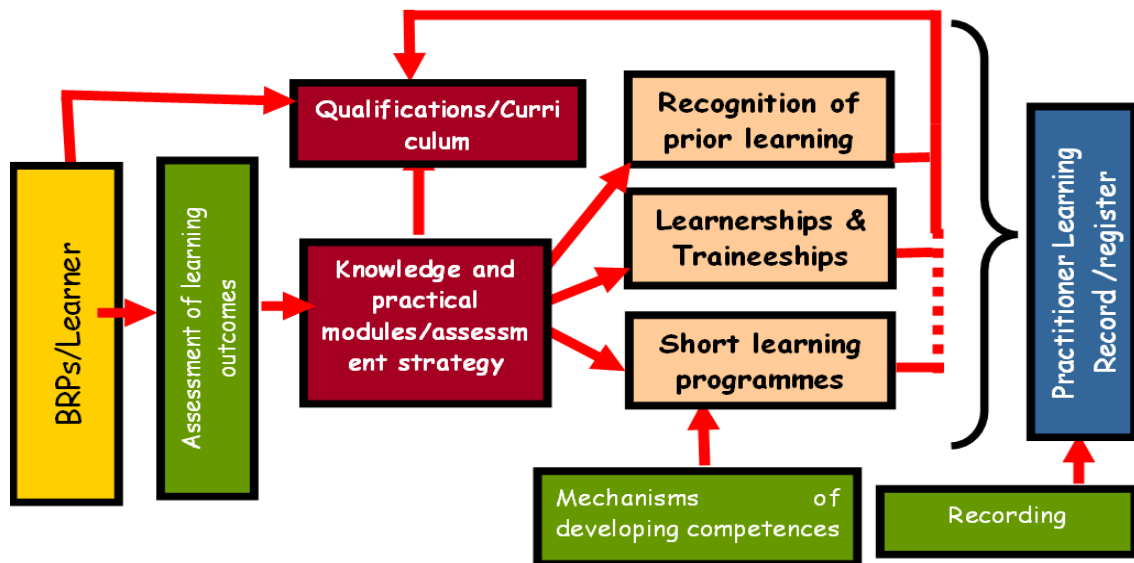 BRPs/Learner
Assessment of learning
outcomes
Qualifications/Curri
culum
Knowledge and
practical
modules/assessm
ent strategy
Recognition of
prior learning
Learnerships &
Traineeships
Short learning
programmes
Mechanisms of
developing competences
Practitioner Learning
Record /register
Recording